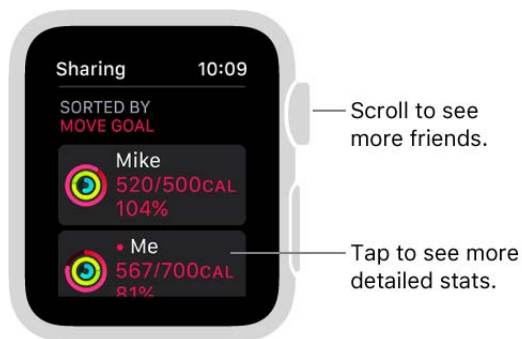 Sharing 10:09
SORTED BY
MOVE GOAL
Mike
520/500CAL
104%
• Me
567/700CAL
81%
Scroll to see
more friends.
Tap to see more
detailed stats.